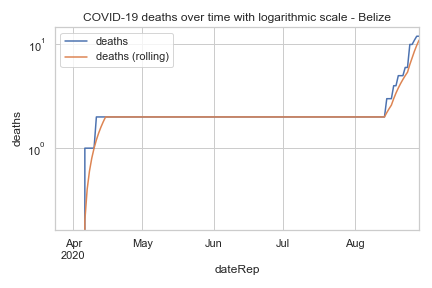 COVID-19 deaths over time with logarithmic scale - Belize
deaths
deaths (rolling)
10¹
10⁰
deaths
Apr
2020
May
Jun
Jul
Aug
dateRep